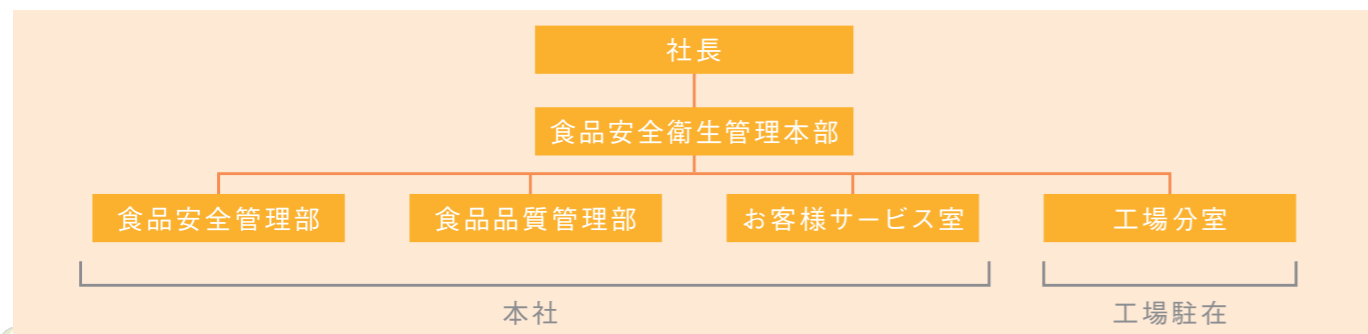 社長
食品安全衛生管理本部
食品安全管理部
食品品質管理部
お客様サービス室
工場分室
本社
工場駐在